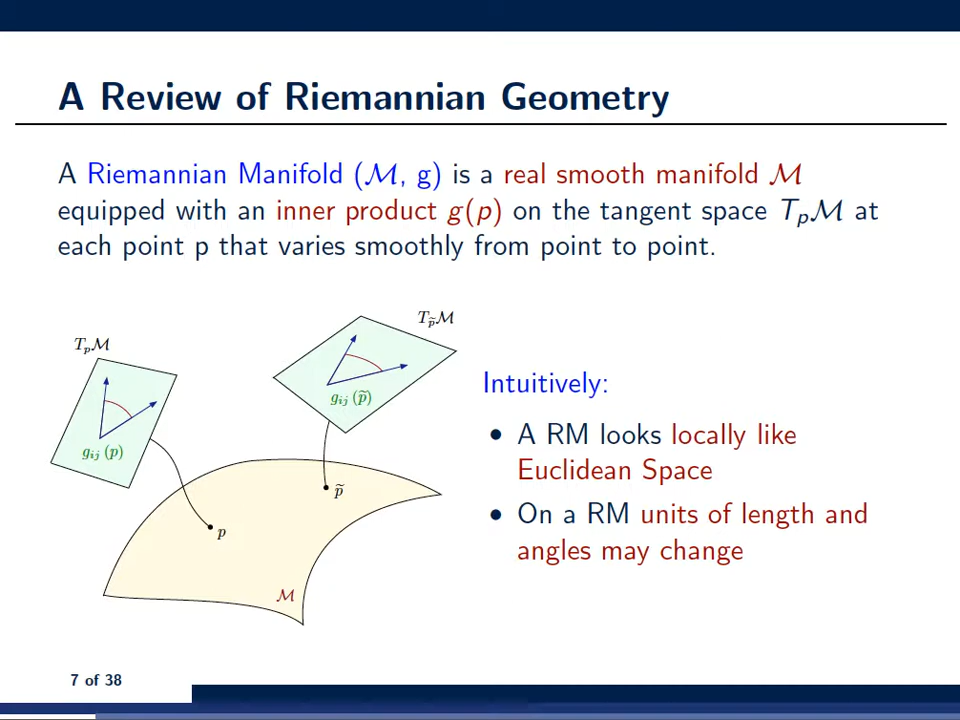 A Review of Riemannian Geometry
A Riemannian Manifold (ℳ, g) is a real smooth manifold ℳ
equipped with an inner product g(p) on the tangent space T_pℳ at
each point p that varies smoothly from point to point.
T_pℳ
g_ij (p)
T_p̃ℳ
g_ij (p̃)
p̃
p
ℳ
Intuitively:
• A RM looks locally like
Euclidean Space
• On a RM units of length and
angles may change
7 of 38